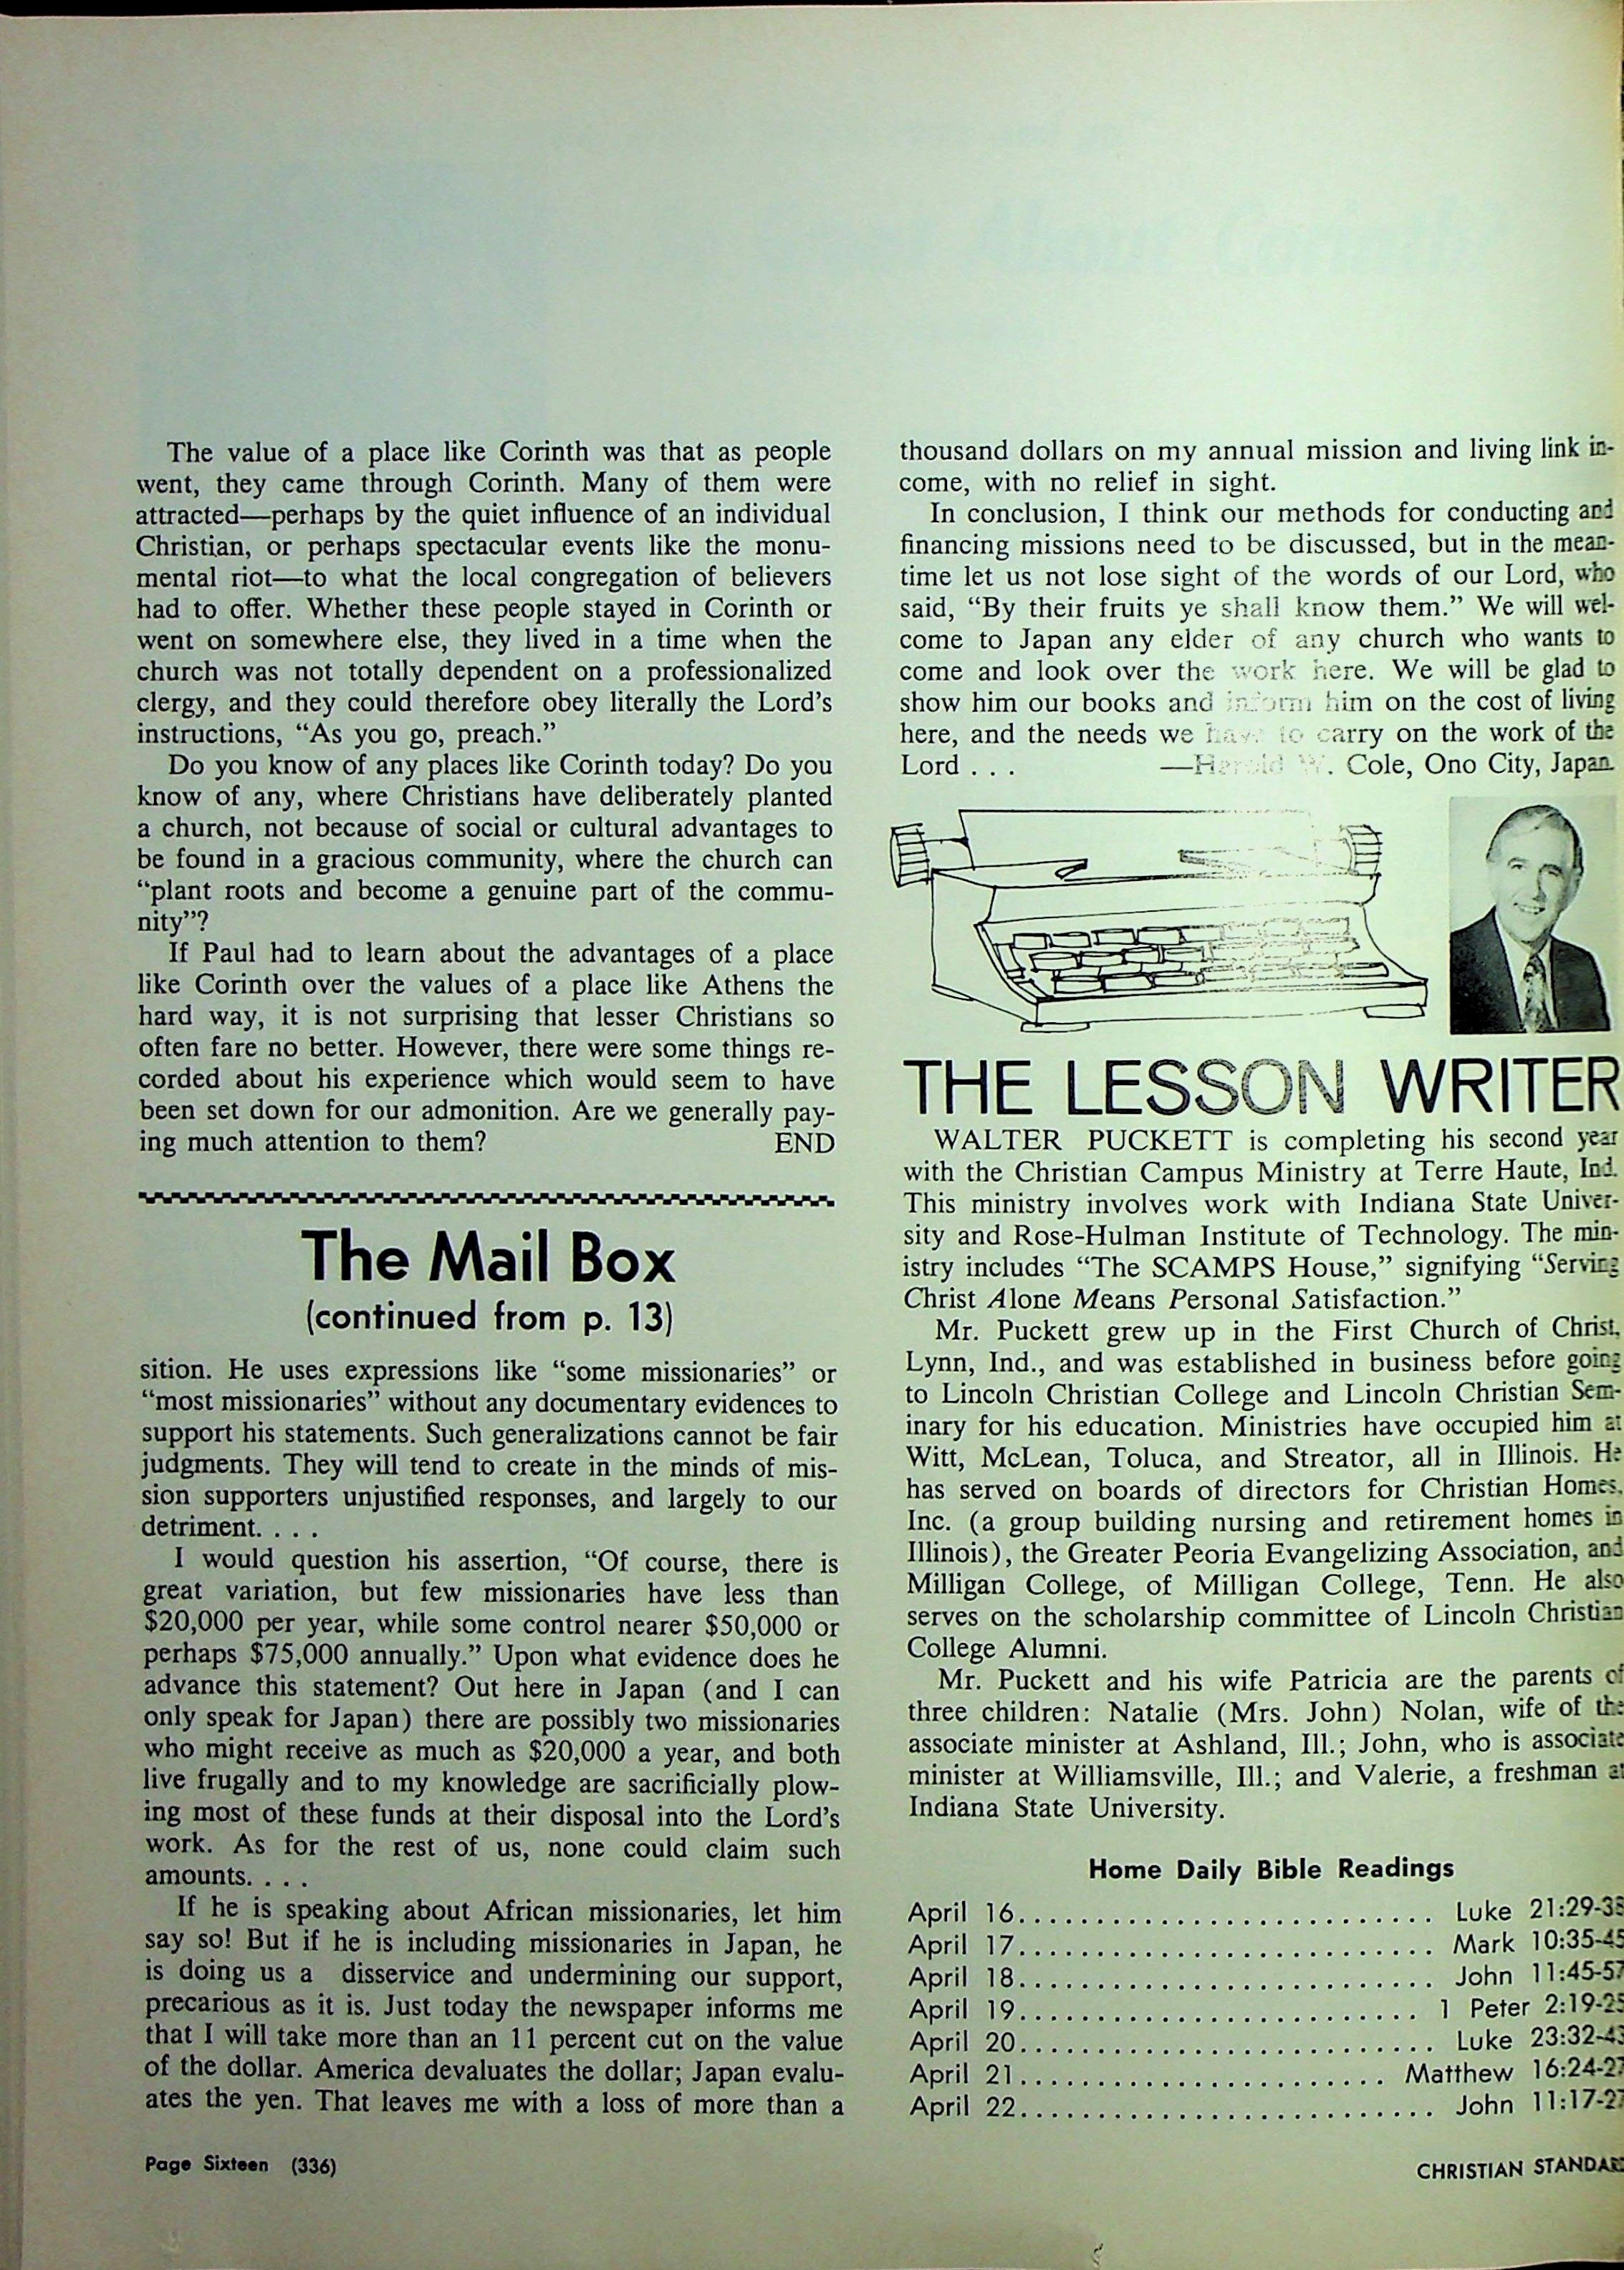 The value of a place like Corinth was that as people
went, they came through Corinth. Many of them were
attracted—perhaps by the quiet influence of an individual
Christian, or perhaps spectacular events like the monu-
mental riot—to what the local congregation of believers
had to offer. Whether these people stayed in Corinth or
went on somewhere else, they lived in a time when the
church was not totally dependent on a professionalized
clergy, and they could therefore obey literally the Lord's
instructions, "As you go, preach."
Do you know of any places like Corinth today? Do you
know of any, where Christians have deliberately planted
a church, not because of social or cultural advantages to
be found in a gracious community, where the church can
"plant roots and become a genuine part of the commu-
nity"?
If Paul had to learn about the advantages of a place
like Corinth over the values of a place like Athens the
hard way, it is not surprising that lesser Christians so
often fare no better. However, there were some things re-
corded about his experience which would seem to have
been set down for our admonition. Are we generally pay-
ing much attention to them? END
The Mail Box
(continued from p. 13)
sition. He uses expressions like "some missionaries" or
"most missionaries" without any documentary evidences to
support his statements. Such generalizations cannot be fair
judgments. They will tend to create in the minds of mis-
sion supporters unjustified responses, and largely to our
detriment. . . .
I would question his assertion, "Of course, there is
great variation, but few missionaries have less than
$20,000 per year, while some control nearer $50,000 or
perhaps $75,000 annually." Upon what evidence does he
advance this statement? Out here in Japan (and I can
only speak for Japan) there are possibly two missionaries
who might receive as much as $20,000 a year, and both
live frugally and to my knowledge are sacrificially plow-
ing most of these funds at their disposal into the Lord's
work. As for the rest of us, none could claim such
amounts. . . .
If he is speaking about African missionaries, let him
say so! But if he is including missionaries in Japan, he
is doing us a disservice and undermining our support,
precarious as it is. Just today the newspaper informs me
that I will take more than an 11 percent cut on the value
of the dollar. America devaluates the dollar; Japan evalu-
ates the yen. That leaves me with a loss of more than a
thousand dollars on my annual mission and living link in-
come, with no relief in sight.
In conclusion, I think our methods for conducting and
financing missions need to be discussed, but in the mean-
time let us not lose sight of the words of our Lord, who
said, "By their fruits ye shall know them." We will wel-
come to Japan any elder of any church who wants to
come and look over the work here. We will be glad to
show him our books and inform him on the cost of living
here, and the needs we have to carry on the work of the
Lord . . . —Harold W. Cole, Ono City, Japan.
THE LESSON WRITER
WALTER PUCKETT is completing his second year
with the Christian Campus Ministry at Terre Haute, Ind.
This ministry involves work with Indiana State Univer-
sity and Rose-Hulman Institute of Technology. The min-
istry includes "The SCAMPS House," signifying "Serving
Christ Alone Means Personal Satisfaction."
Mr. Puckett grew up in the First Church of Christ,
Lynn, Ind., and was established in business before going
to Lincoln Christian College and Lincoln Christian Sem-
inary for his education. Ministries have occupied him at
Witt, McLean, Toluca, and Streator, all in Illinois. He
has served on boards of directors for Christian Homes,
Inc. (a group building nursing and retirement homes in
Illinois), the Greater Peoria Evangelizing Association, and
Milligan College, of Milligan College, Tenn. He also
serves on the scholarship committee of Lincoln Christian
College Alumni.
Mr. Puckett and his wife Patricia are the parents of
three children: Natalie (Mrs. John) Nolan, wife of the
associate minister at Ashland, Ill.; John, who is associate
minister at Williamsville, Ill.; and Valerie, a freshman at
Indiana State University.
Home Daily Bible Readings
April 16. . . . . . . . . . Luke 21:29-
April 17. . . . . . . . . . Mark 10:35-45
April 18. . . . . . . . . . John 11:45-57
April 19. . . . . . . . . . 1 Peter 2:19-25
April 20. . . . . . . . . . Luke 23:32-43
April 21. . . . . . . . . . Matthew 16:24-
April 22. . . . . . . . . . John 11:17-27
Page Sixteen (336)
CHRISTIAN STANDARD